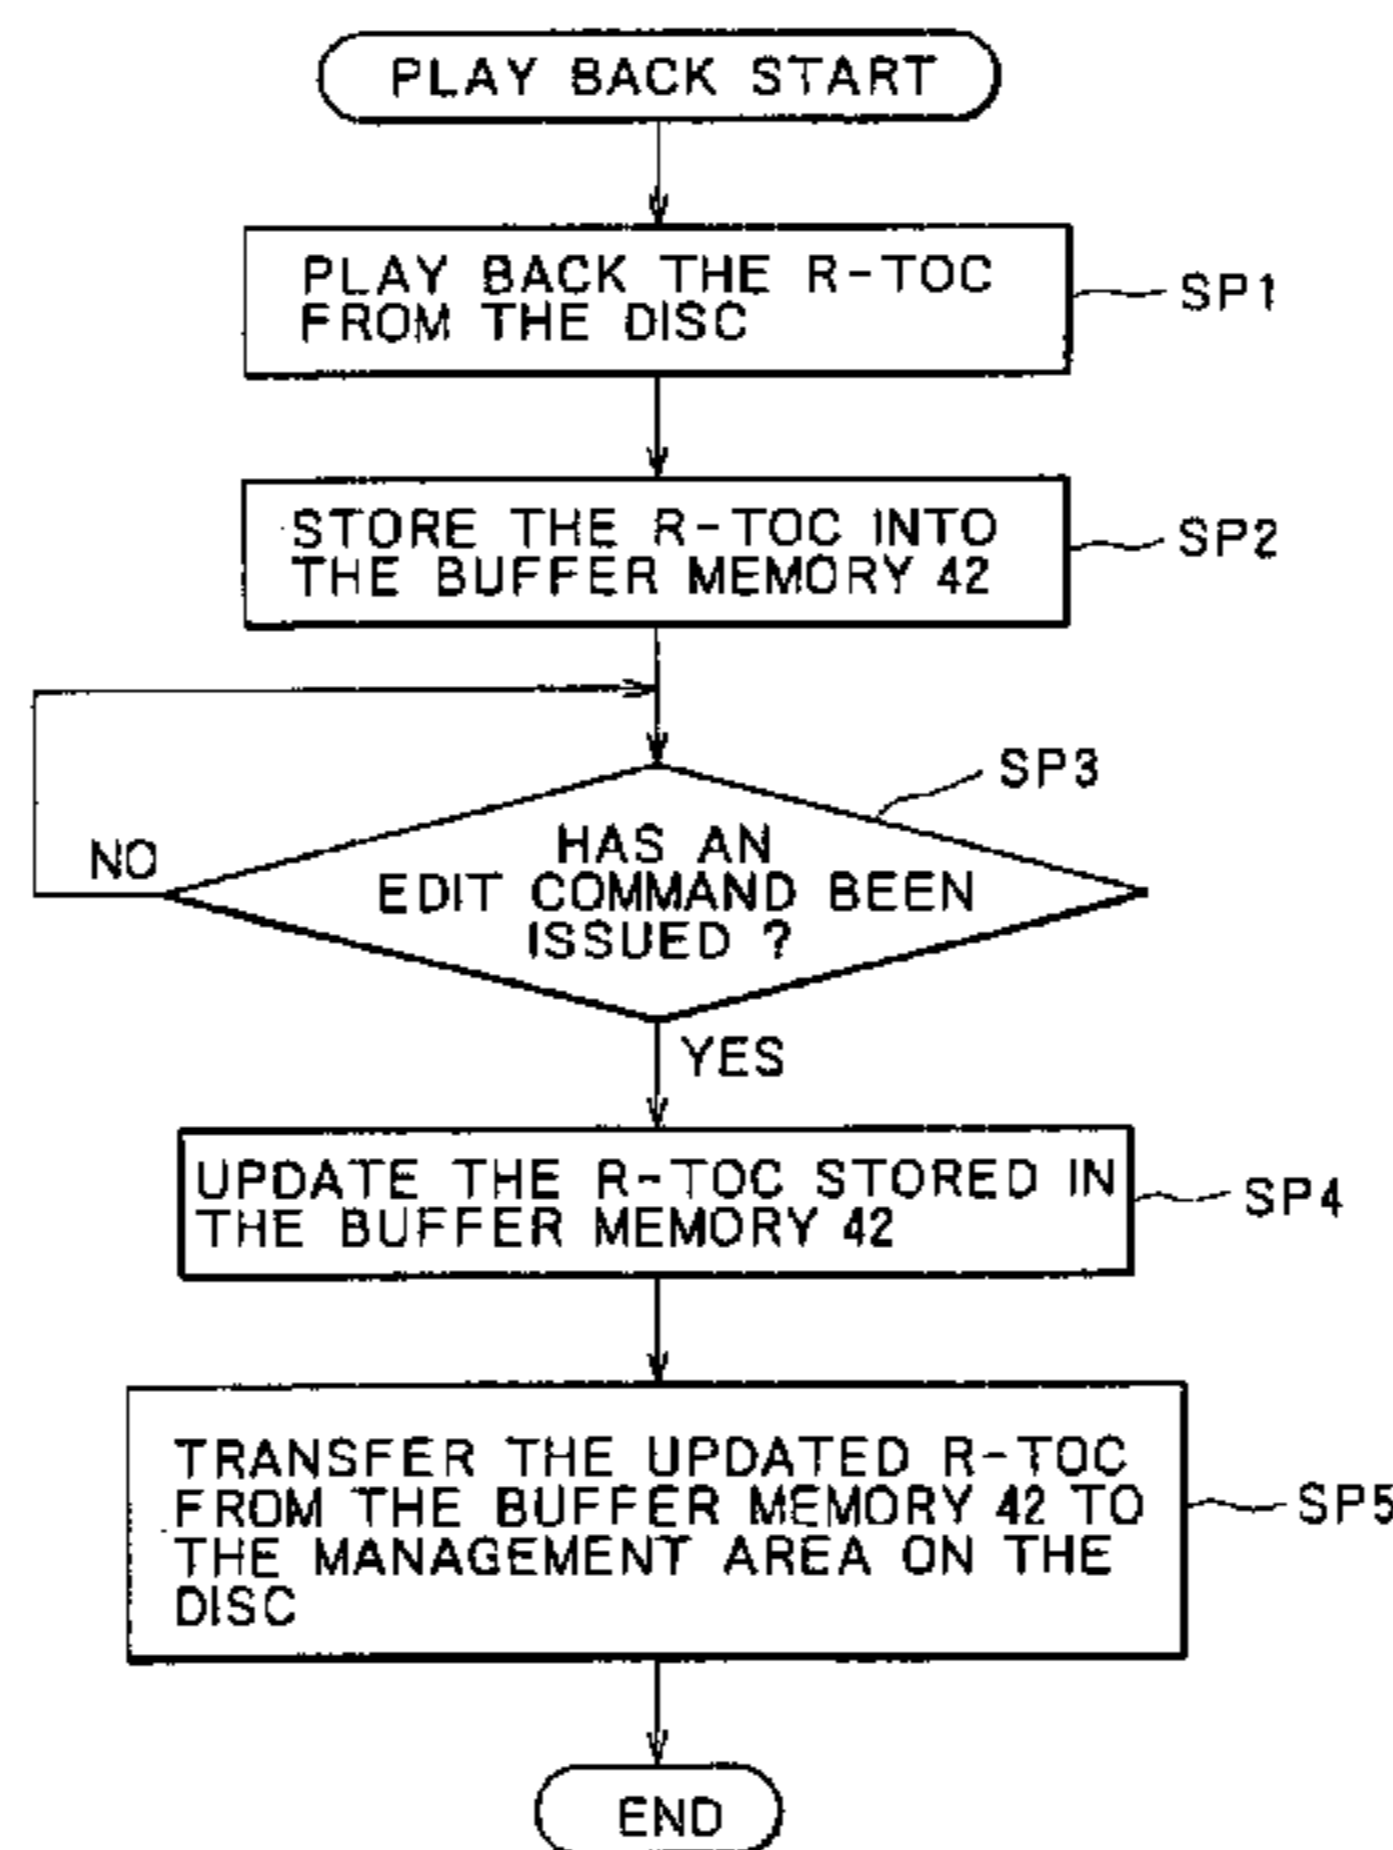 PLAY BACK START
PLAY BACK THE R-TOC
FROM THE DISC
SP1
STORE THE R-TOC INTO
THE BUFFER MEMORY 42
SP2
SP3
HAS AN
EDIT COMMAND BEEN
ISSUED ?
NO
YES
UPDATE THE R-TOC STORED IN
THE BUFFER MEMORY 42
SP4
TRANSFER THE UPDATED R-TOC
FROM THE BUFFER MEMORY 42 TO
THE MANAGEMENT AREA ON THE
DISC
SP5
END